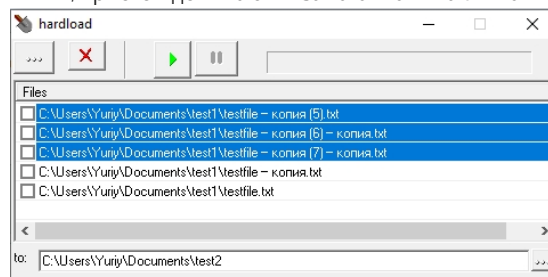 hardload
...
Files
C:\Users\Yuriy\Documents\test1\testfile – копия (5).txt
C:\Users\Yuriy\Documents\test1\testfile – копия (6) – копия.txt
C:\Users\Yuriy\Documents\test1\testfile – копия (7) – копия.txt
C:\Users\Yuriy\Documents\test1\testfile – копия.txt
C:\Users\Yuriy\Documents\test1\testfile.txt
to: C:\Users\Yuriy\Documents\test2 ...